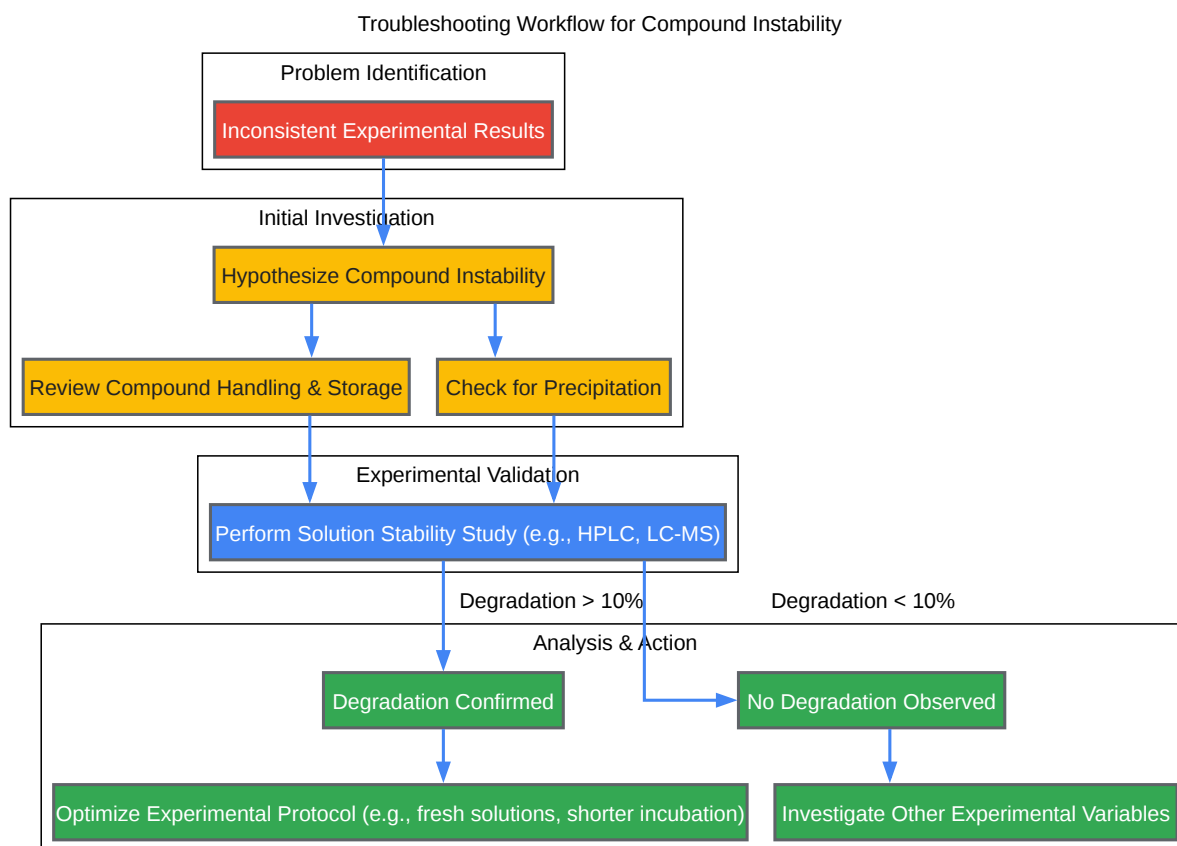 Troubleshooting Workflow for Compound Instability
Problem Identification
Inconsistent Experimental Results
Initial Investigation
Hypothesize Compound Instability
Review Compound Handling & Storage
Check for Precipitation
Experimental Validation
Perform Solution Stability Study (e.g., HPLC, LC-MS)
Degradation > 10%
Degradation < 10%
Analysis & Action
Degradation Confirmed
No Degradation Observed
Optimize Experimental Protocol (e.g., fresh solutions, shorter incubation)
Investigate Other Experimental Variables